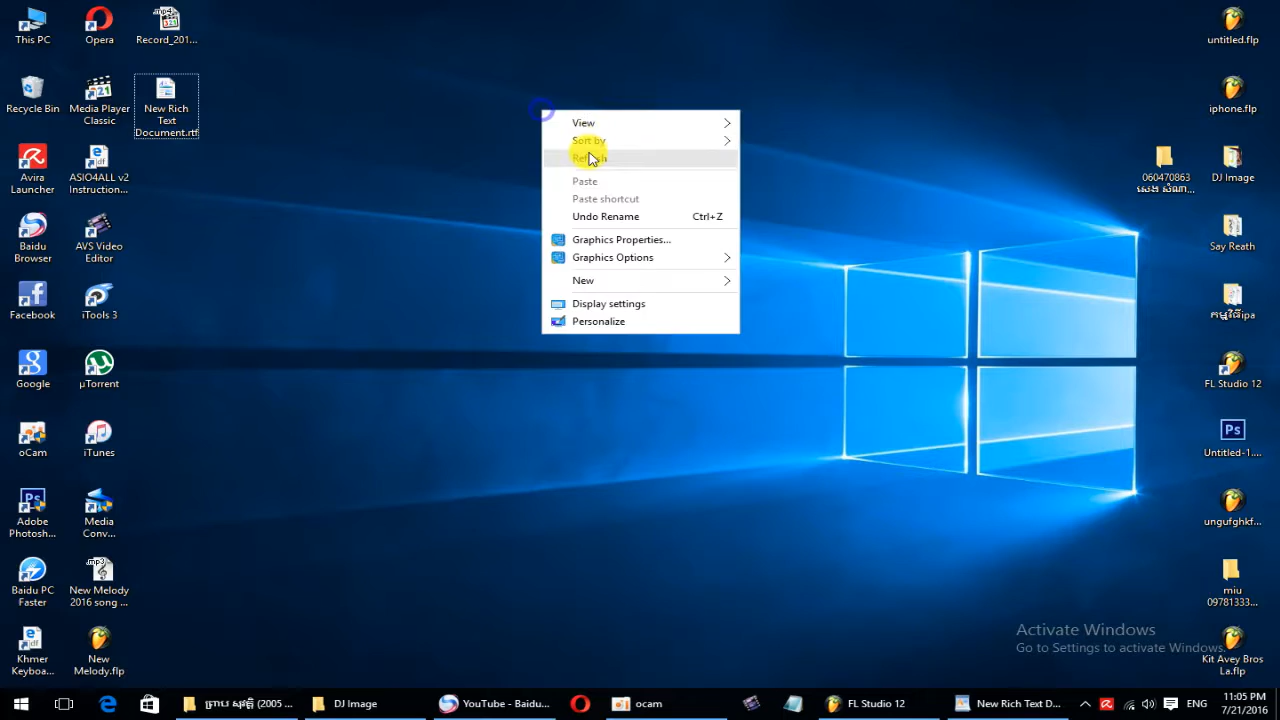 This PC
Opera
Record_201...
Recycle Bin
Media Player
Classic
New Rich
Text
Document.rtf
Avira
Launcher
ASIO4ALL v2
Instruction...
Baidu
Browser
AVS Video
Editor
Facebook
iTools 3
Google
µTorrent
oCam
iTunes
Adobe
Photosh...
Media
Conv...
Baidu PC
Faster
New Melody
2016 song ...
Khmer
Keyboa...
New
Melody.flp
View
Sort by
Refresh
Paste
Paste shortcut
Undo Rename Ctrl+Z
Graphics Properties...
Graphics Options
New
Display settings
Personalize
untitled.flp
iphone.flp
060470863
DJ Image
Say Reath
FL Studio 12
Ps
Untitled-1....
ungufghkf...
miu
09781333...
Kit Avey Bros
La.flp
Activate Windows
Go to Settings to activate Windows.
(2005 ...
DJ Image
YouTube - Baidu...
ocam
FL Studio 12
New Rich Text D...
ENG
11:05 PM
7/21/2016